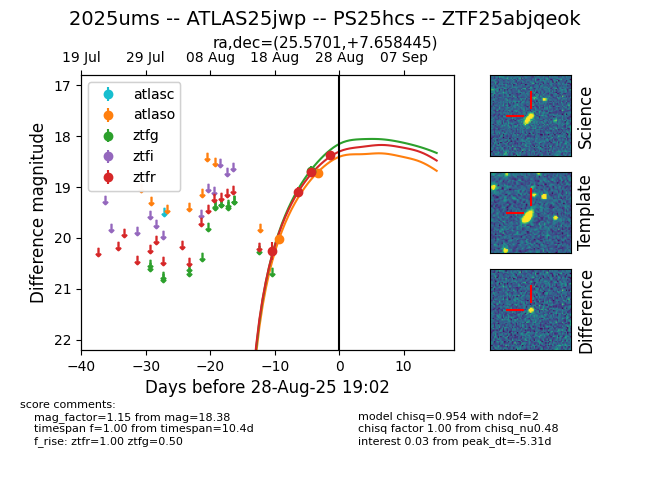 2025ums -- ATLAS25jwp -- PS25hcs -- ZTF25abjqeok
ra,dec=(25.5701,+7.658445)
19 Jul 29 Jul 08 Aug 18 Aug 28 Aug 07 Sep
atlasc
atlaso
ztfg
ztfi
ztfr
17
18
19
20
21
22
Difference magnitude
−40 −30 −20 −10 0 10
Days before 28-Aug-25 19:02
Science
Template
Difference
score comments:
mag_factor=1.15 from mag=18.38
timespan f=1.00 from timespan=10.4d
f_rise: ztfr=1.00 ztfg=0.50
model chisq=0.954 with ndof=2
chisq factor 1.00 from chisq_nu0.48
interest 0.03 from peak_dt=-5.31d